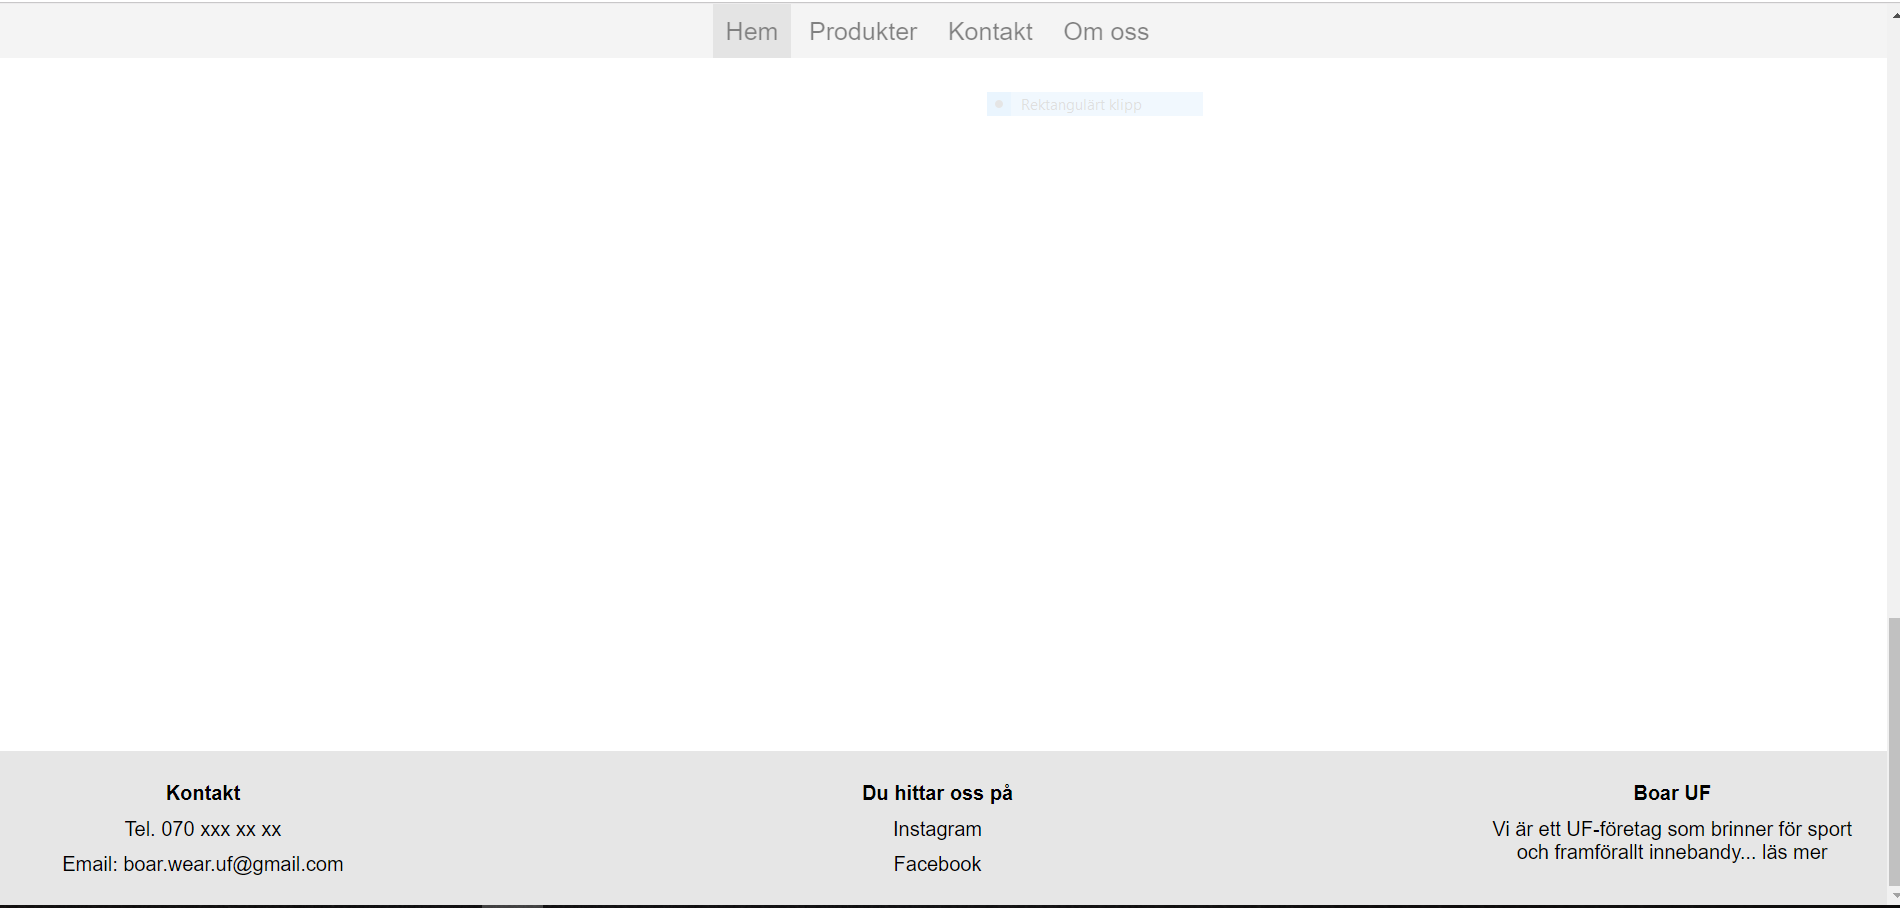 Hem Produkter Kontakt Om oss
Rektangulärt klipp
Kontakt
Tel. 070 xxx xx xx
Email: boar.wear.uf@gmail.com
Du hittar oss på
Instagram
Facebook
Boar UF
Vi är ett UF-företag som brinner för sport
och framförallt innebandy... läs mer